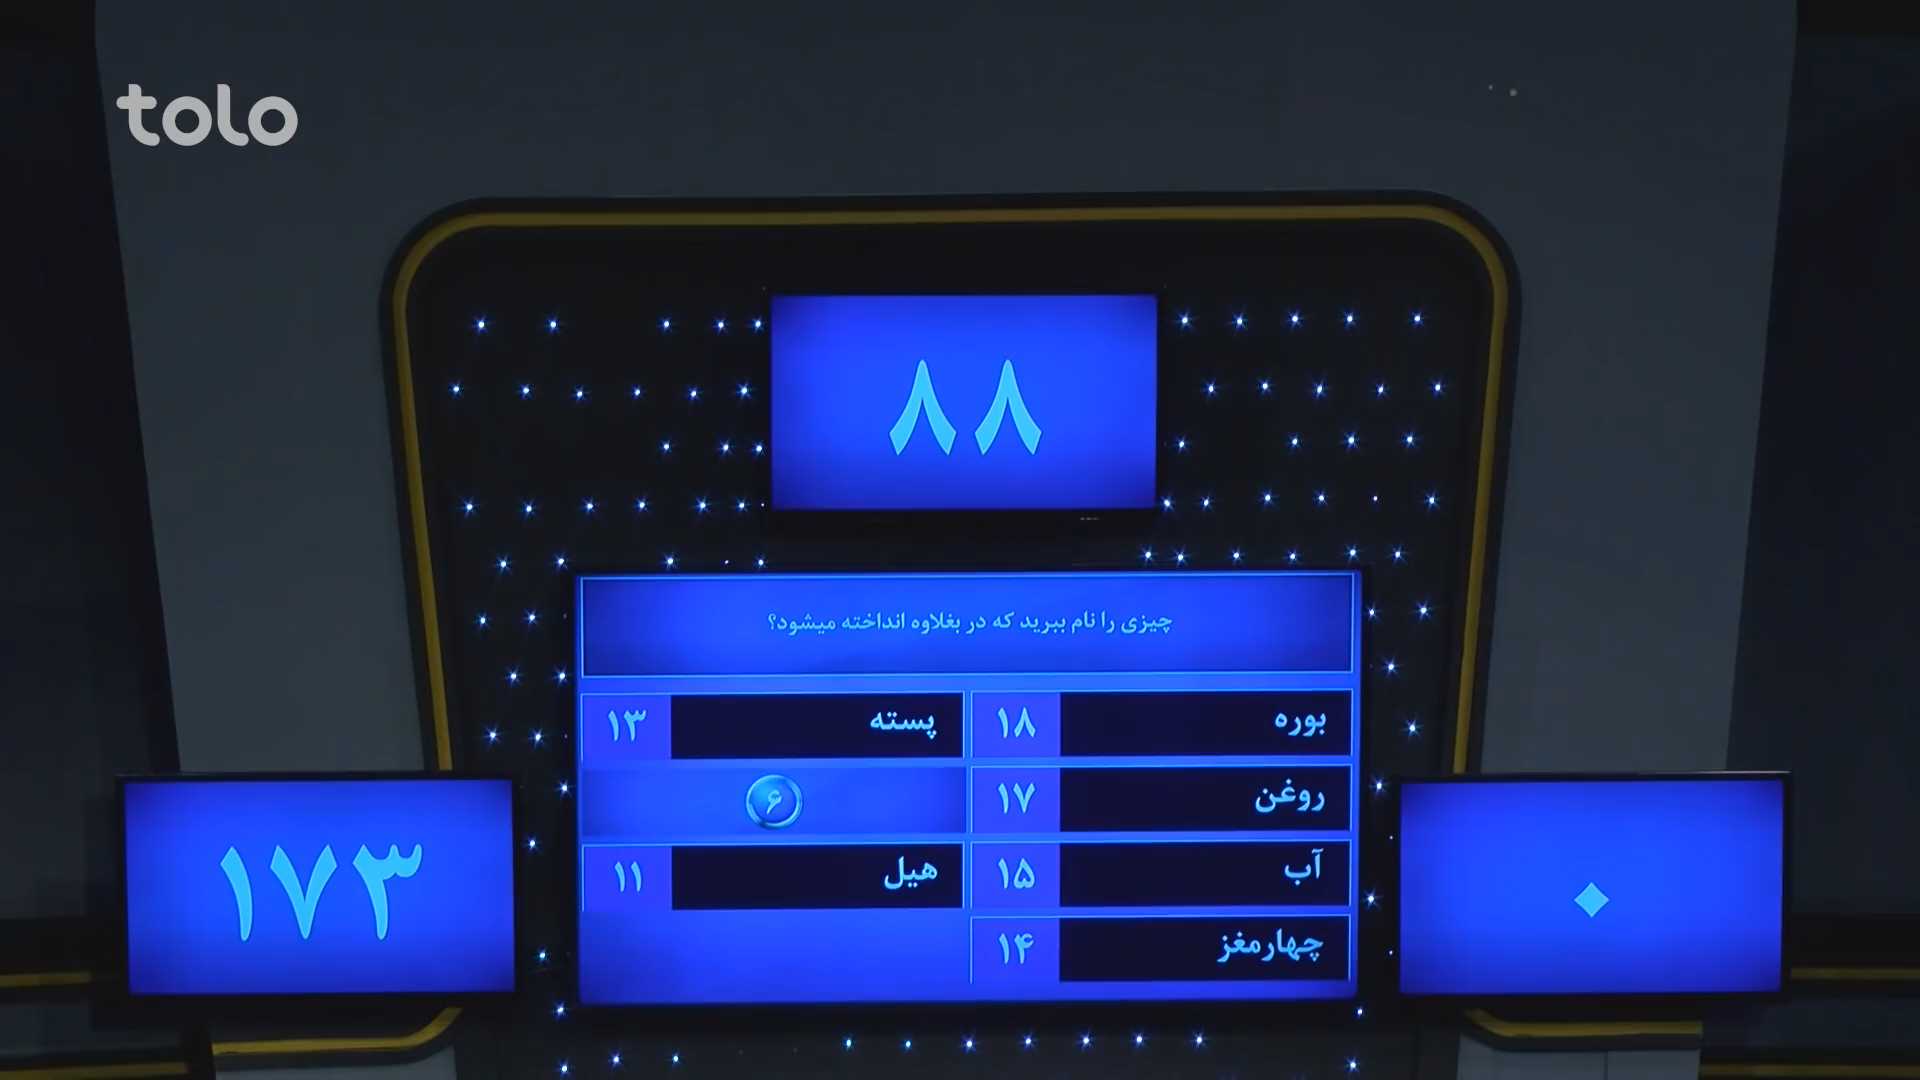 tolo
۸۸
چیزی را نام ببرید که در بغلاوه انداخته میشود؟
بوره ۱۸
روغن ۱۷
آب ۱۵
چهارمغز ۱۴
پسته ۱۳
۶
هیل ۱۱
۱۷۳
۰